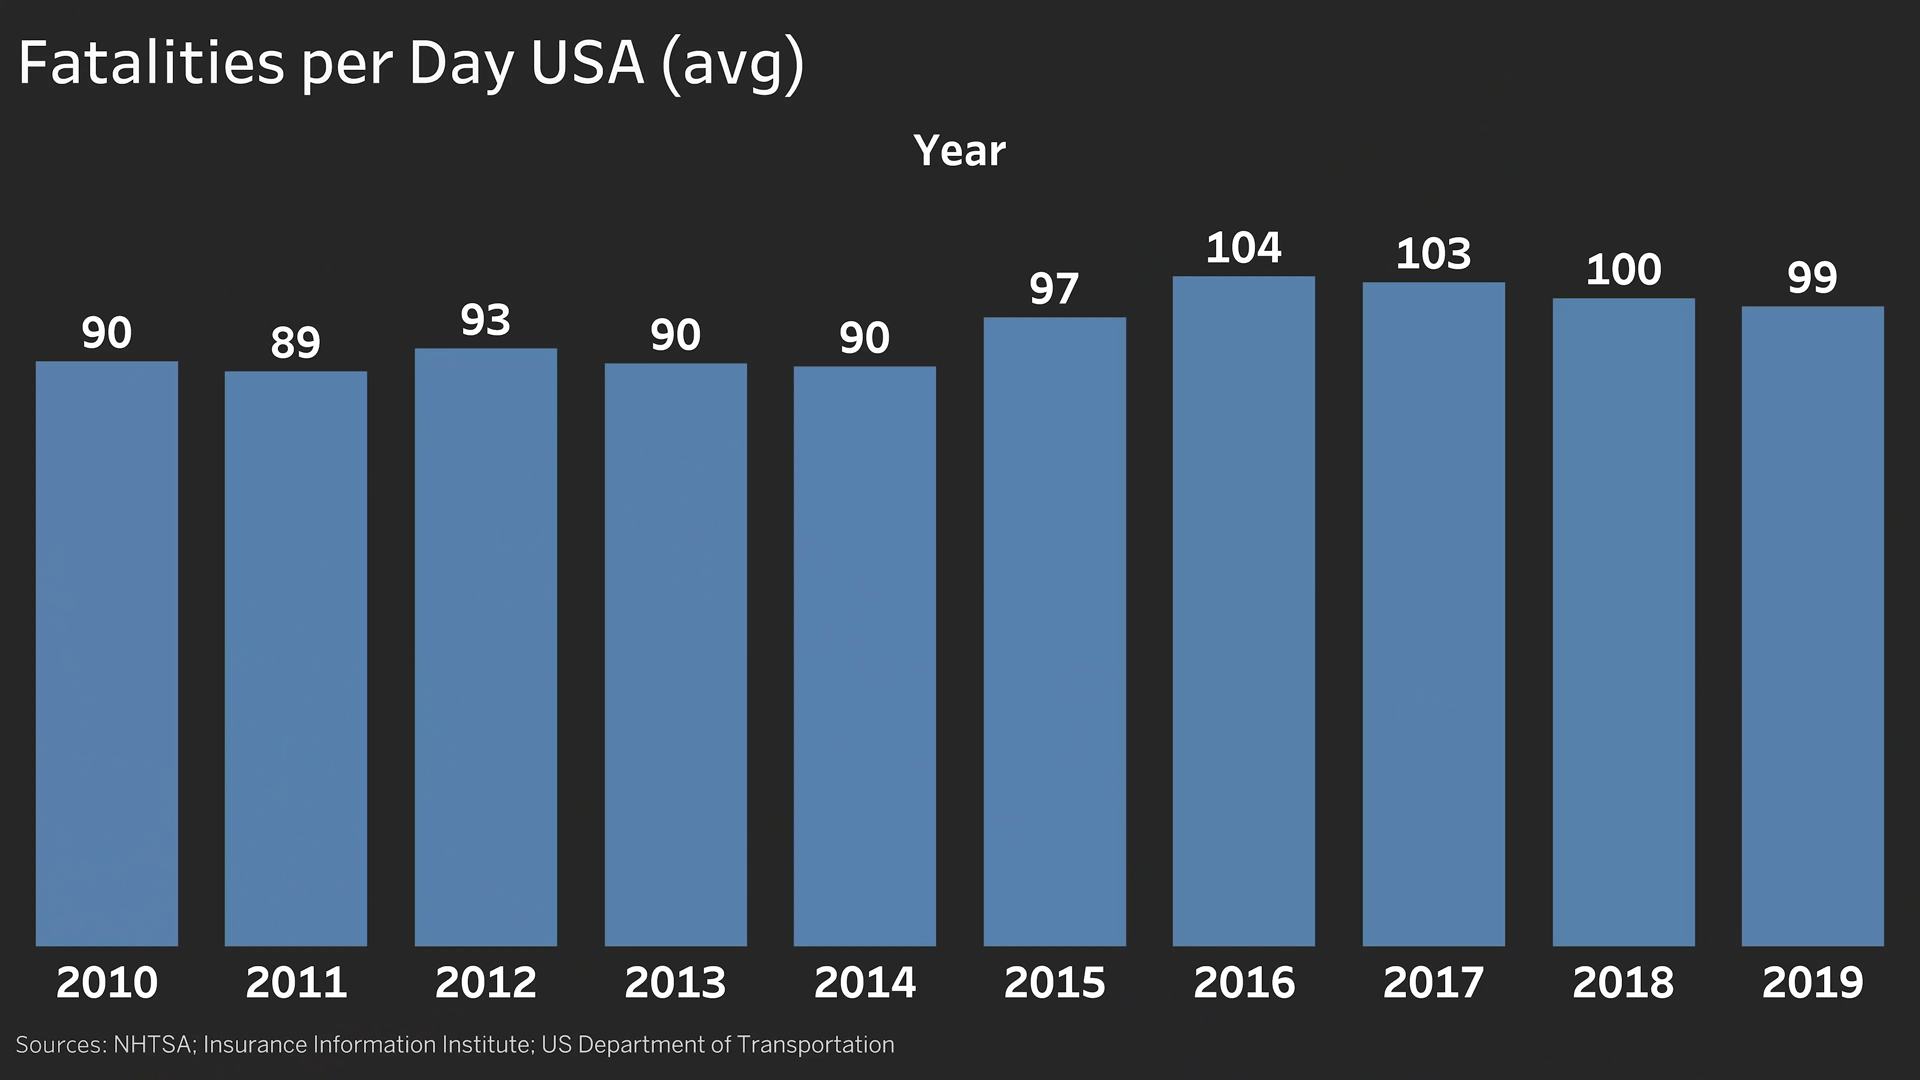 Fatalities per Day USA (avg)
Year
90 89 93 90 90 97 104 103 100 99
2010 2011 2012 2013 2014 2015 2016 2017 2018 2019
Sources: NHTSA; Insurance Information Institute; US Department of Transportation